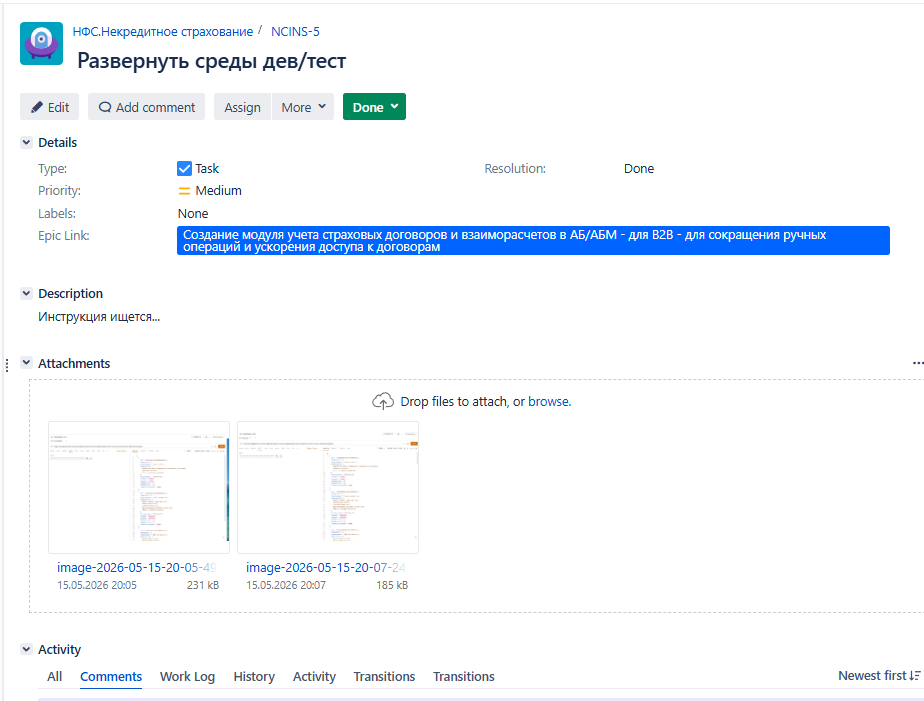 НФС.Некредитное страхование / NCINS-5
Развернуть среды дев/тест
Edit Add comment Assign More Done
Details
Type: Task Resolution: Done
Priority: Medium
Labels: None
Epic Link: Создание модуля учета страховых договоров и взаиморасчетов в АБ/АБМ - для B2B - для сокращения ручных
операций и ускорения доступа к договорам
Description
Инструкция ищется...
Attachments
Drop files to attach, or browse.
image-2026-05-15-20-05-49 image-2026-05-15-20-07-24
15.05.2026 20:05 231 kB 15.05.2026 20:07 185 kB
Activity
All Comments Work Log History Activity Transitions Transitions Newest first